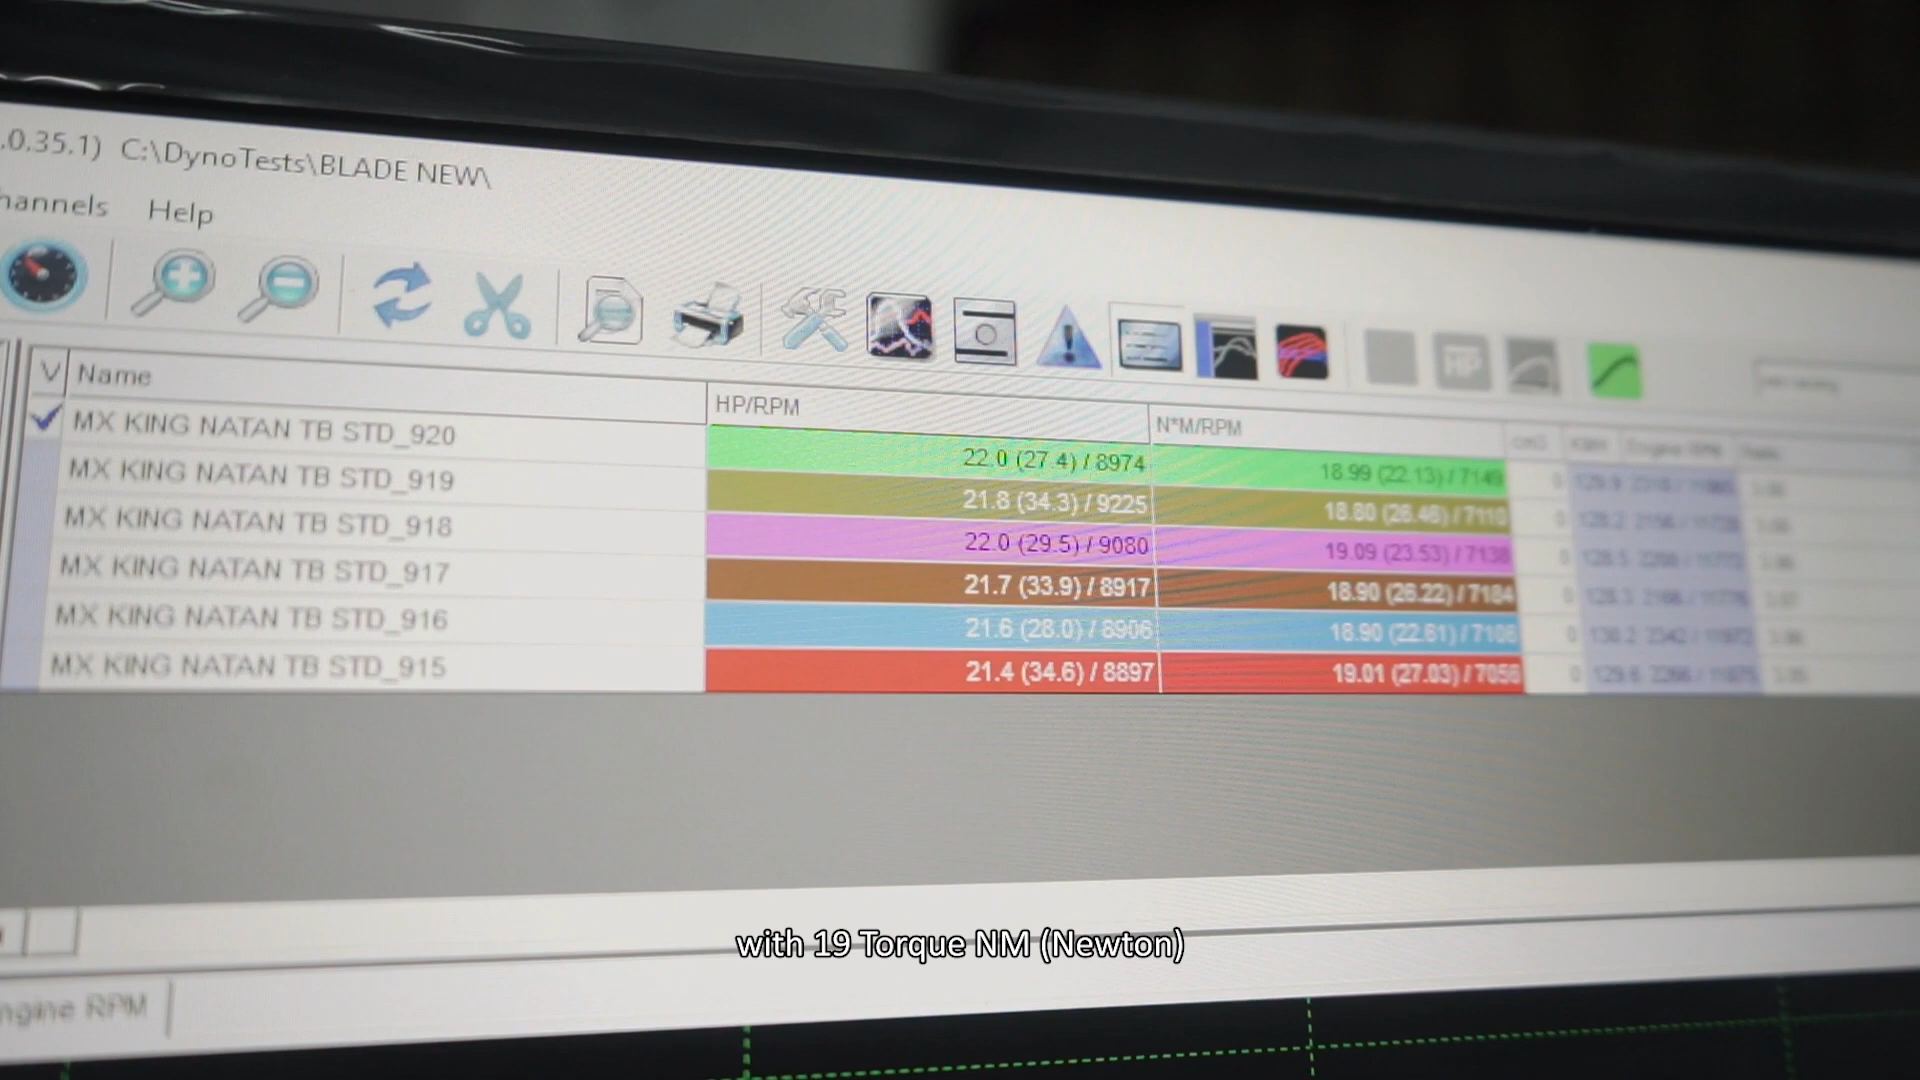 .0.35.1) C:\DynoTests\BLADE NEW\
hannels Help
HP
V Name HP/RPM N*M/RPM
MX KING NATAN TB STD_920 22.0 (27.4) / 8974 18.99 (22.13) / 7149
MX KING NATAN TB STD_919 21.8 (34.3) / 9225 18.80 (26.46) / 7110
MX KING NATAN TB STD_918 22.0 (29.5) / 9080 19.09 (23.53) / 7138
MX KING NATAN TB STD_917 21.7 (33.9) / 8917 18.90 (26.22) / 7184
MX KING NATAN TB STD_916 21.6 (28.0) / 8906 18.90 (22.61) /
MX KING NATAN TB STD_915 21.4 (34.6) / 8897 19.01 (27.03) /
with 19 Torque NM (Newton)
ngine RPM